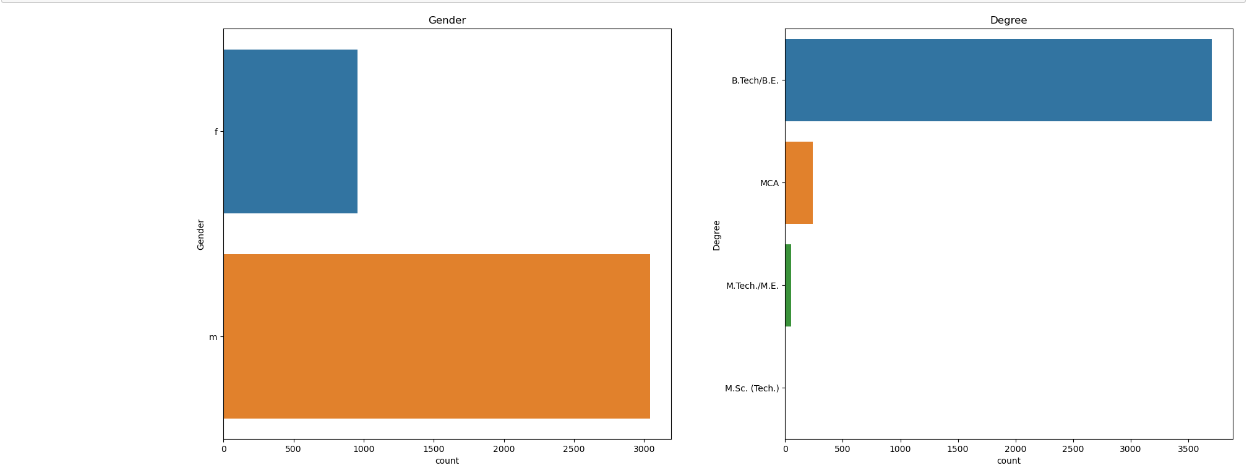 Gender
f
m
Gender
0 500 1000 1500 2000 2500 3000
count
Degree
B.Tech/B.E.
MCA
M.Tech./M.E.
M.Sc. (Tech.)
Degree
0 500 1000 1500 2000 2500 3000 3500
count